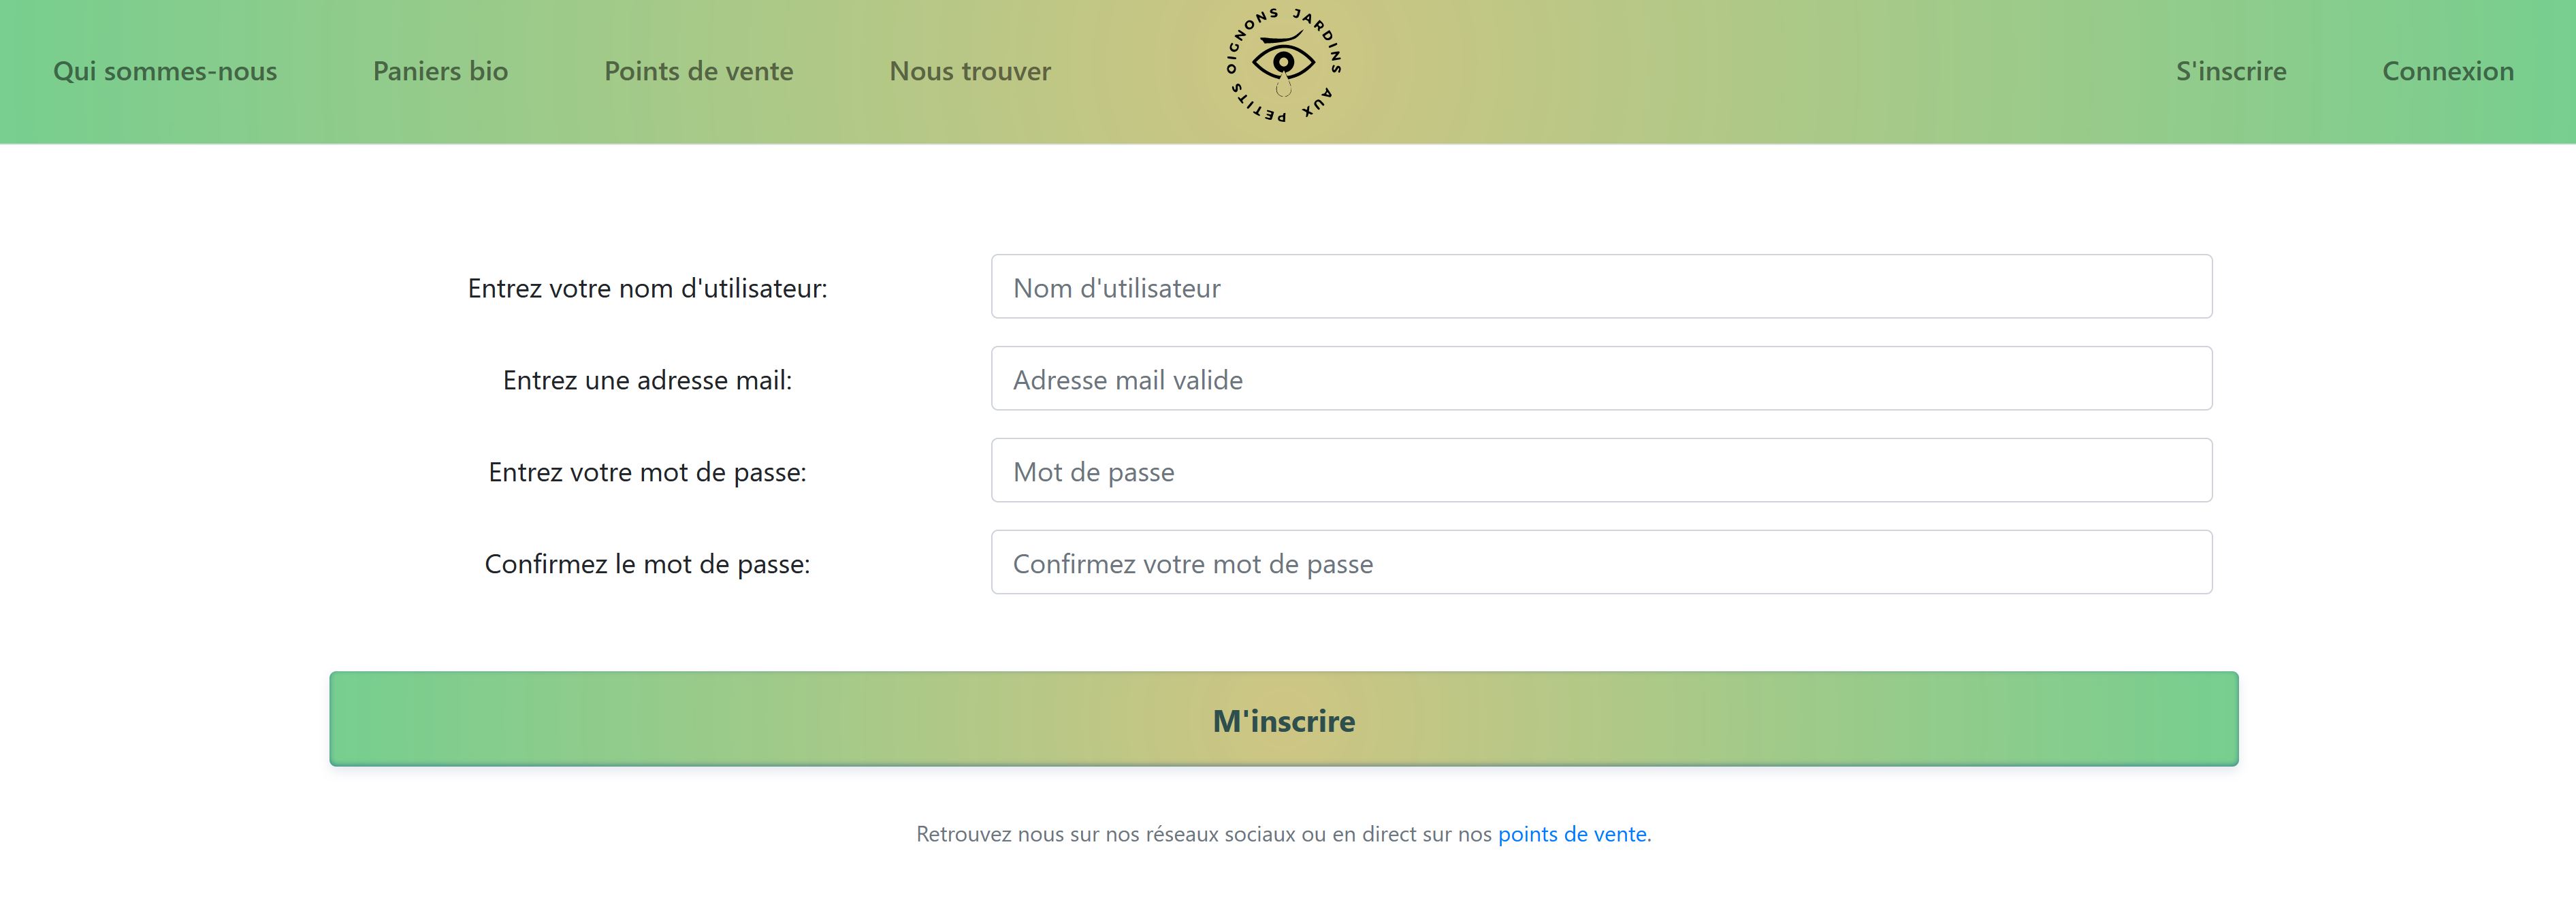 Qui sommes-nous Paniers bio Points de vente Nous trouver JARDINS AUX PETITS OIGNONS S'inscrire Connexion
Entrez votre nom d'utilisateur: Nom d'utilisateur
Entrez une adresse mail: Adresse mail valide
Entrez votre mot de passe: Mot de passe
Confirmez le mot de passe: Confirmez votre mot de passe
M'inscrire
Retrouvez nous sur nos réseaux sociaux ou en direct sur nos points de vente.